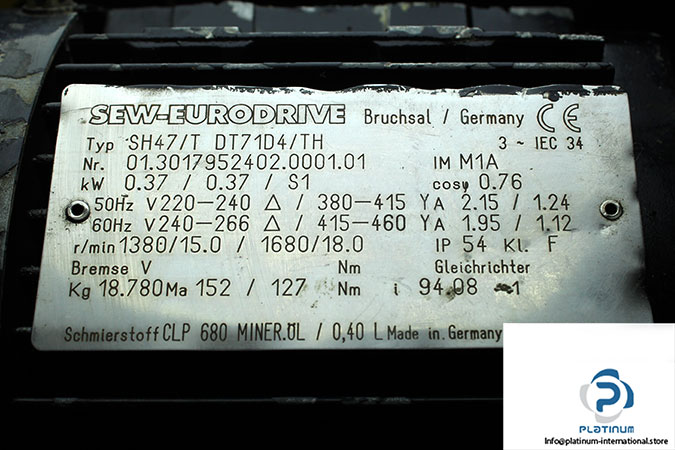 SEW-EURODRIVE Bruchsal / Germany CE
Typ SH47/T DT71D4/TH 3 ~ IEC 34
Nr. 01.3017952402.0001.01 IM M1A
kW 0.37 / 0.37 / S1 cosφ 0.76
50Hz V 220-240 Δ / 380-415 Y A 2.15 / 1.24
60Hz V 240-266 Δ / 415-460 Y A 1.95 / 1.12
r/min 1380/15.0 / 1680/18.0 IP 54 Kl. F
Bremse V Nm Gleichrichter
Kg 18.780 Ma 152 / 127 Nm i 94.08 :1
Schmierstoff CLP 680 MINER.ÖL / 0,40 L Made in Germany
PLATINUM
Info@platinum-international.store